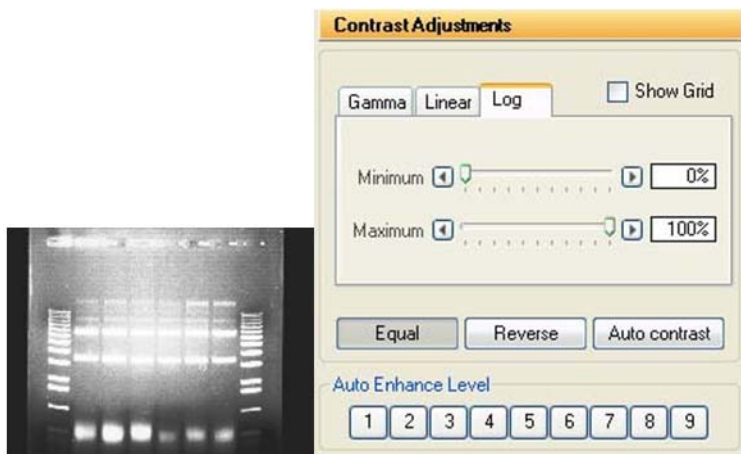 Contrast Adjustments
Gamma Linear Log Show Grid
Minimum 0%
Maximum 100%
Equal Reverse Auto contrast
Auto Enhance Level
1 2 3 4 5 6 7 8 9